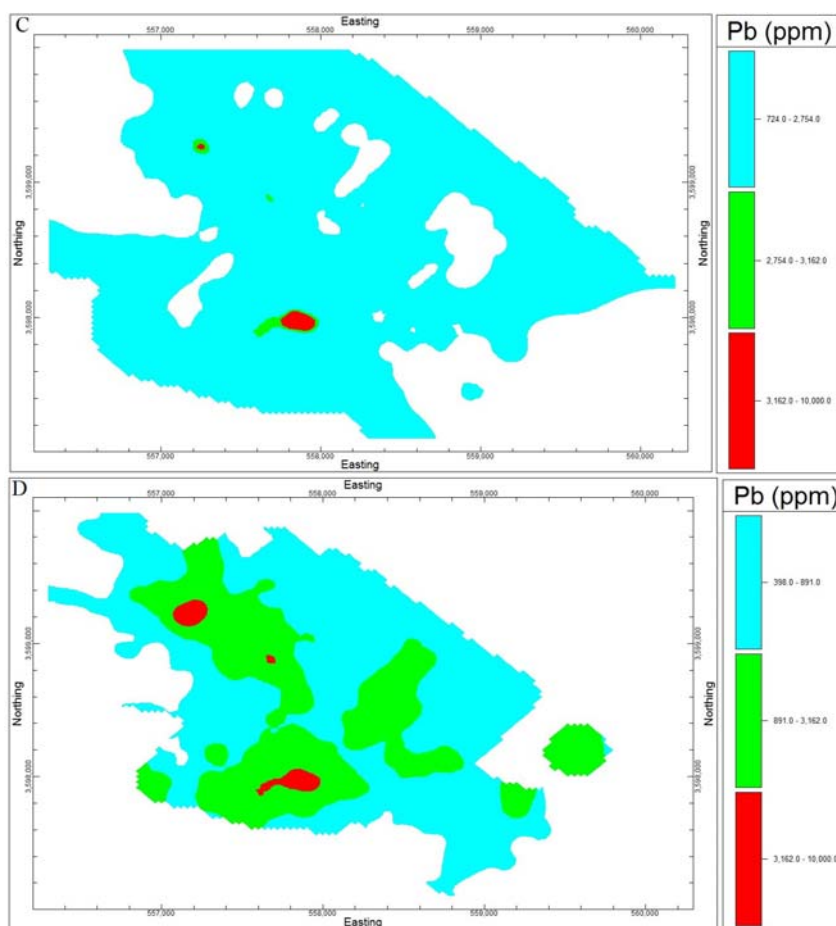 C
Easting
557,000 558,000 559,000 560,000
Northing
3,599,000
3,598,000
Northing
3,599,000
3,598,000
557,000 558,000 559,000 560,000
Easting
Pb (ppm)
724.0 - 2,754.0
2,754.0 - 3,162.0
3,162.0 - 10,000.0
D
Easting
557,000 558,000 559,000 560,000
Northing
3,599,000
3,598,000
Northing
3,599,000
3,598,000
557,000 558,000 559,000 560,000
Easting
Pb (ppm)
398.0 - 891.0
891.0 - 3,162.0
3,162.0 - 10,000.0